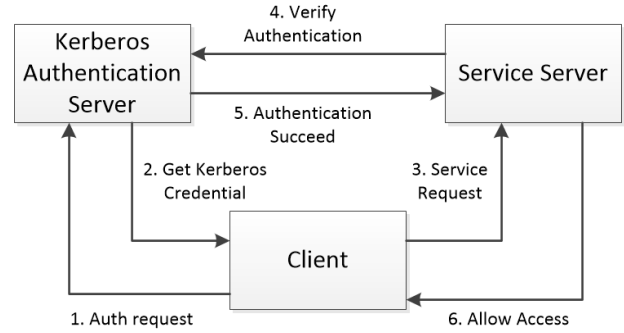 4. Verify
Authentication
Kerberos
Authentication
Server
Service Server
5. Authentication
Succeed
2. Get Kerberos
Credential
3. Service
Request
Client
1. Auth request
6. Allow Access